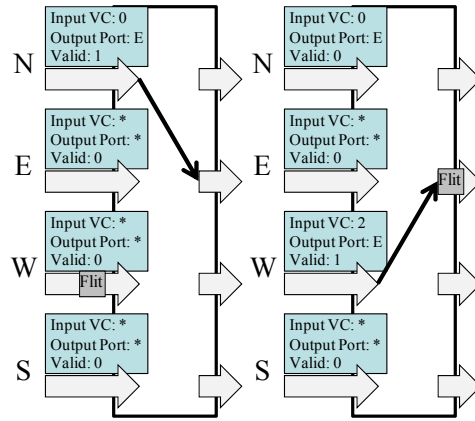 Input VC: 0
Output Port: E
Valid: 1
N
Input VC: *
Output Port: *
Valid: 0
E
Input VC: *
Output Port: *
Valid: 0
W
Flit
Input VC: *
Output Port: *
Valid: 0
S
Input VC: 0
Output Port: E
Valid: 0
N
Input VC: *
Output Port: *
Valid: 0
E
Flit
Input VC: 2
Output Port: E
Valid: 1
W
Input VC: *
Output Port: *
Valid: 0
S